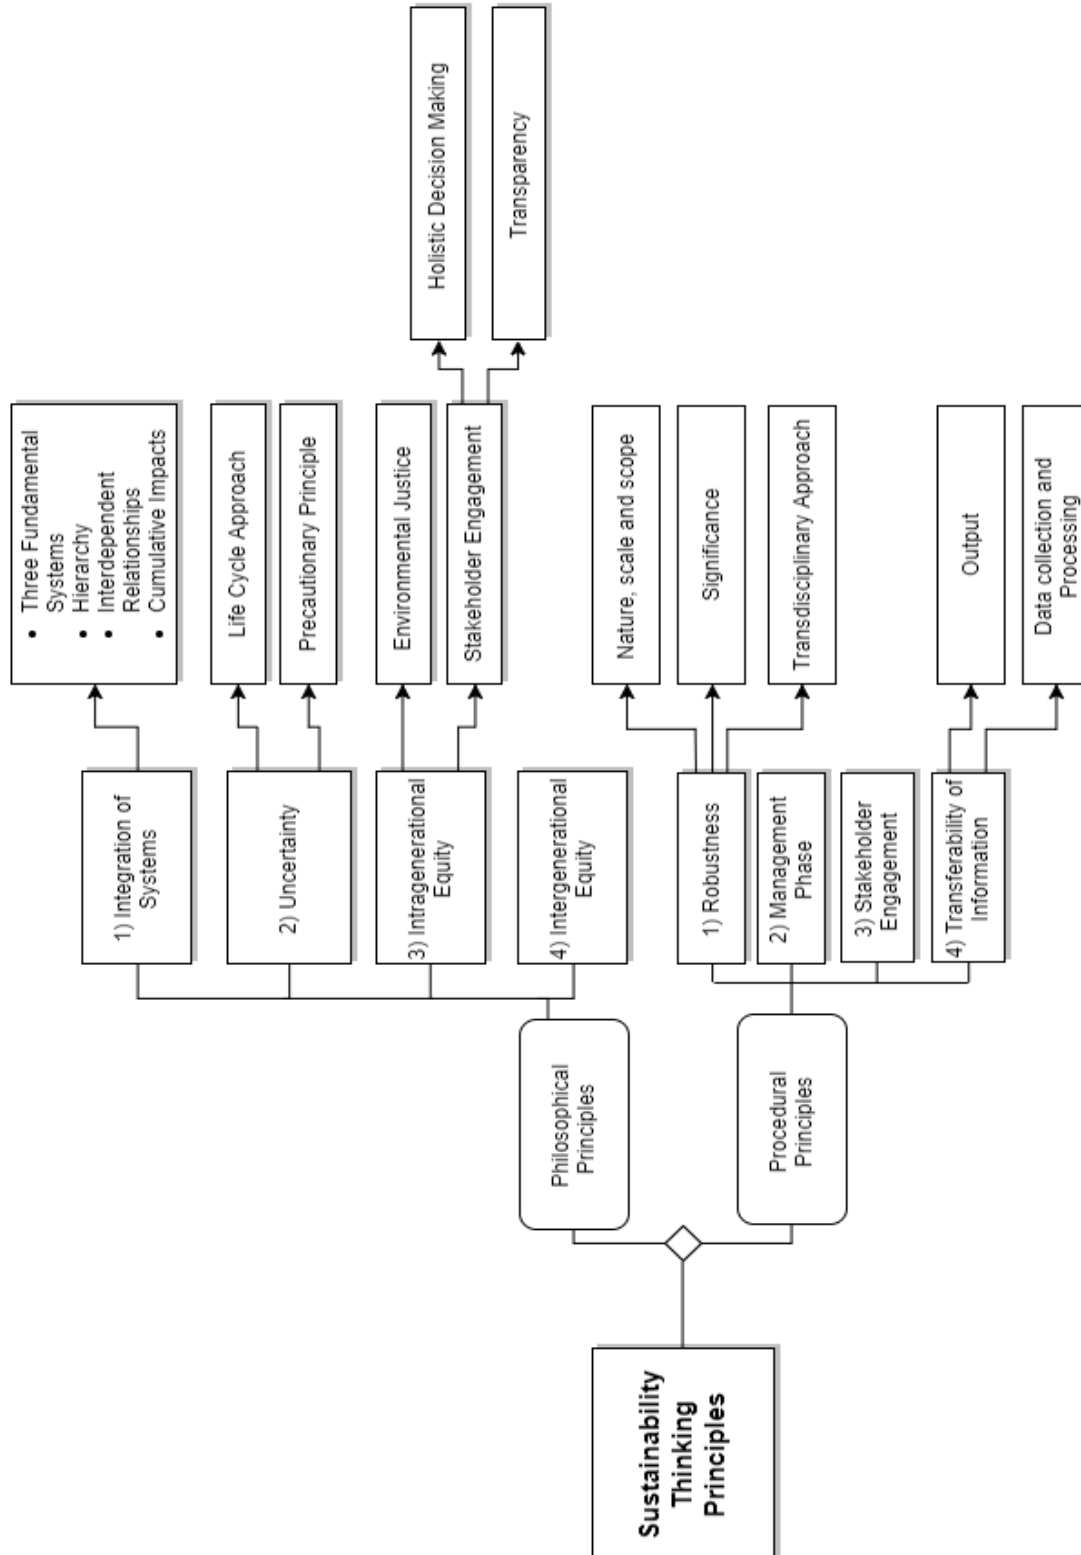 Sustainability
Thinking
Principles
Philosophical
Principles
1) Integration of
Systems
• Three Fundamental
Systems
• Hierarchy
• Interdependent
Relationships
• Cumulative Impacts
2) Uncertainty
Life Cycle Approach
Precautionary Principle
3) Intragenerational
Equity
Environmental Justice
Stakeholder Engagement
Holistic Decision Making
Transparency
4) Intergenerational
Equity
Procedural
Principles
1) Robustness
Nature, scale and scope
Significance
Transdisciplinary Approach
2) Management
Phase
3) Stakeholder
Engagement
4) Transferability of
Information
Output
Data collection and
Processing